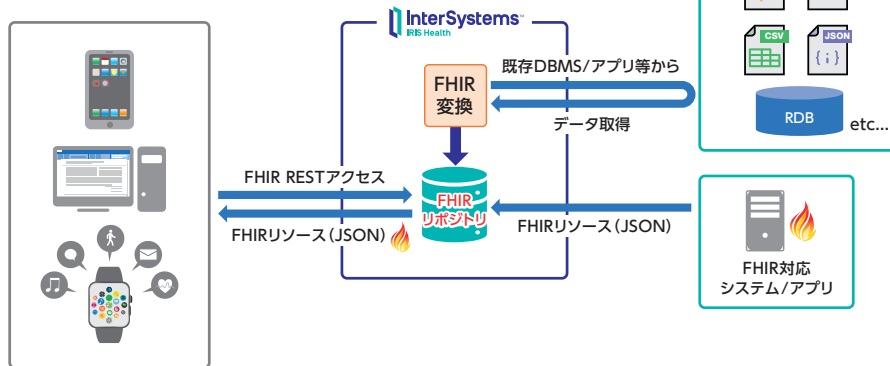 InterSystems™
IRIS Health
CSV
JSON
{ ; }
FHIR
変換
既存DBMS/アプリ等から
データ取得
RDB
etc...
FHIR RESTアクセス
FHIRリソース（JSON）
FHIR
リポジトリ
FHIRリソース（JSON）
FHIR対応
システム/アプリ